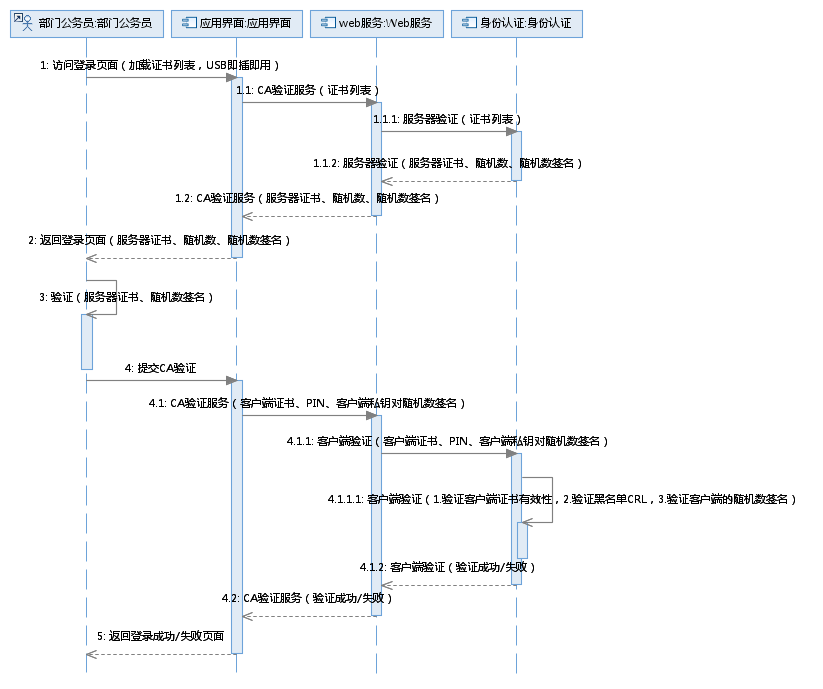 部门公务员:部门公务员
应用界面:应用界面
web服务:Web服务
身份认证:身份认证
1: 访问登录页面（加载证书列表，USB即插即用）
1.1: CA验证服务（证书列表）
1.1.1: 服务器验证（证书列表）
1.1.2: 服务器验证（服务器证书、随机数、随机数签名）
1.2: CA验证服务（服务器证书、随机数、随机数签名）
2: 返回登录页面（服务器证书、随机数、随机数签名）
3: 验证（服务器证书、随机数签名）
4: 提交CA验证
4.1: CA验证服务（客户端证书、PIN、客户端私钥对随机数签名）
4.1.1: 客户端验证（客户端证书、PIN、客户端私钥对随机数签名）
4.1.1.1: 客户端验证（1.验证客户端证书有效性，2.验证黑名单CRL，3.验证客户端的随机数签名）
4.1.2: 客户端验证（验证成功/失败）
4.2: CA验证服务（验证成功/失败）
5: 返回登录成功/失败页面